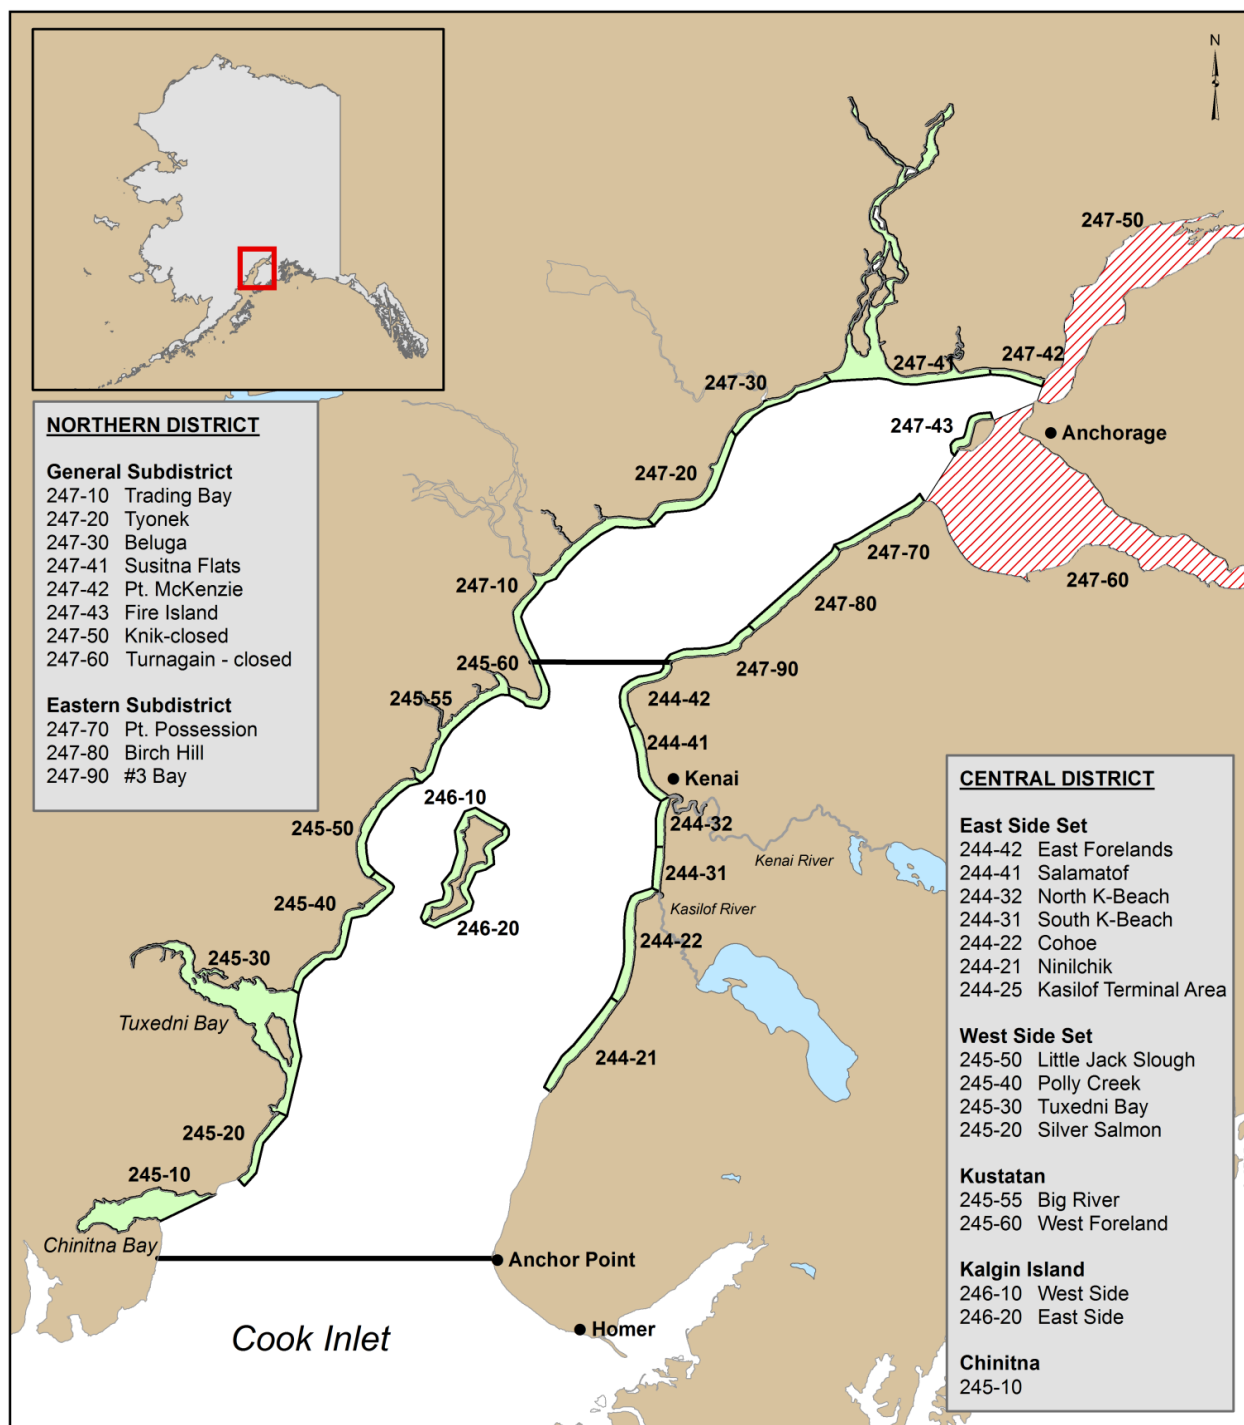 N
247-50
247-41
247-42
247-30
247-43
Anchorage
247-20
247-70
247-60
247-10
247-80
245-60
247-90
245-55
244-42
244-41
Kenai
246-10
245-50
244-32
Kenai River
244-31
245-40
Kasilof River
246-20
244-22
245-30
Tuxedni Bay
244-21
245-20
245-10
Chinitna Bay
Anchor Point
Homer
Cook Inlet
NORTHERN DISTRICT
General Subdistrict
247-10 Trading Bay
247-20 Tyonek
247-30 Beluga
247-41 Susitna Flats
247-42 Pt. McKenzie
247-43 Fire Island
247-50 Knik-closed
247-60 Turnagain - closed
Eastern Subdistrict
247-70 Pt. Possession
247-80 Birch Hill
247-90 #3 Bay
CENTRAL DISTRICT
East Side Set
244-42 East Forelands
244-41 Salamatof
244-32 North K-Beach
244-31 South K-Beach
244-22 Cohoe
244-21 Ninilchik
244-25 Kasilof Terminal Area
West Side Set
245-50 Little Jack Slough
245-40 Polly Creek
245-30 Tuxedni Bay
245-20 Silver Salmon
Kustatan
245-55 Big River
245-60 West Foreland
Kalgin Island
246-10 West Side
246-20 East Side
Chinitna
245-10